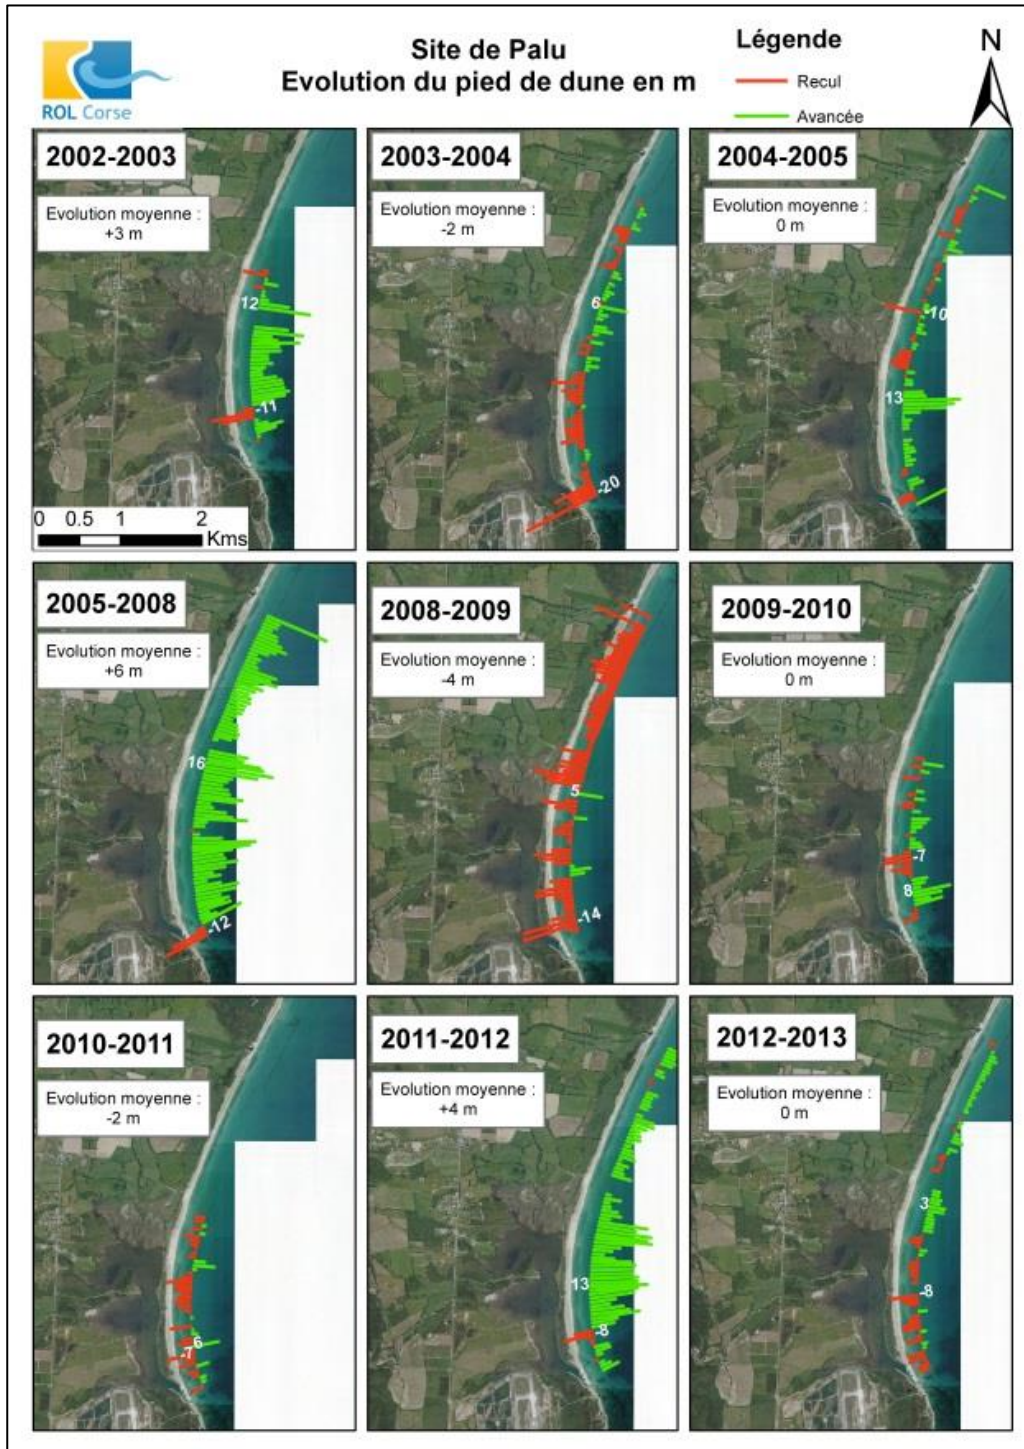 Site de Palu
Evolution du pied de dune en m
ROL Corse
Légende
Recul
Avancée
N
2002-2003
Evolution moyenne :
+3 m
12
-11
0 0.5 1 2
Kms
2003-2004
Evolution moyenne :
-2 m
6
-20
2004-2005
Evolution moyenne :
0 m
-10
13
2005-2008
Evolution moyenne :
+6 m
16
-12
2008-2009
Evolution moyenne :
-4 m
5
-14
2009-2010
Evolution moyenne :
0 m
-7
8
2010-2011
Evolution moyenne :
-2 m
6
-7
2011-2012
Evolution moyenne :
+4 m
13
-8
2012-2013
Evolution moyenne :
0 m
3
-8